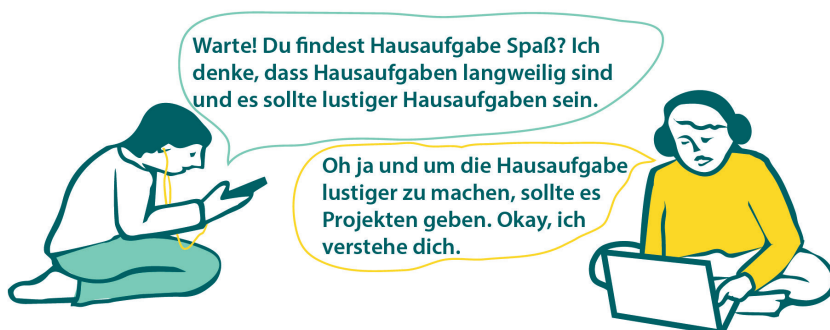 Warte! Du findest Hausaufgabe Spaß? Ich
denke, dass Hausaufgaben langweilig sind
und es sollte lustiger Hausaufgaben sein.
Oh ja und um die Hausaufgabe
lustiger zu machen, sollte es
Projekten geben. Okay, ich
verstehe dich.